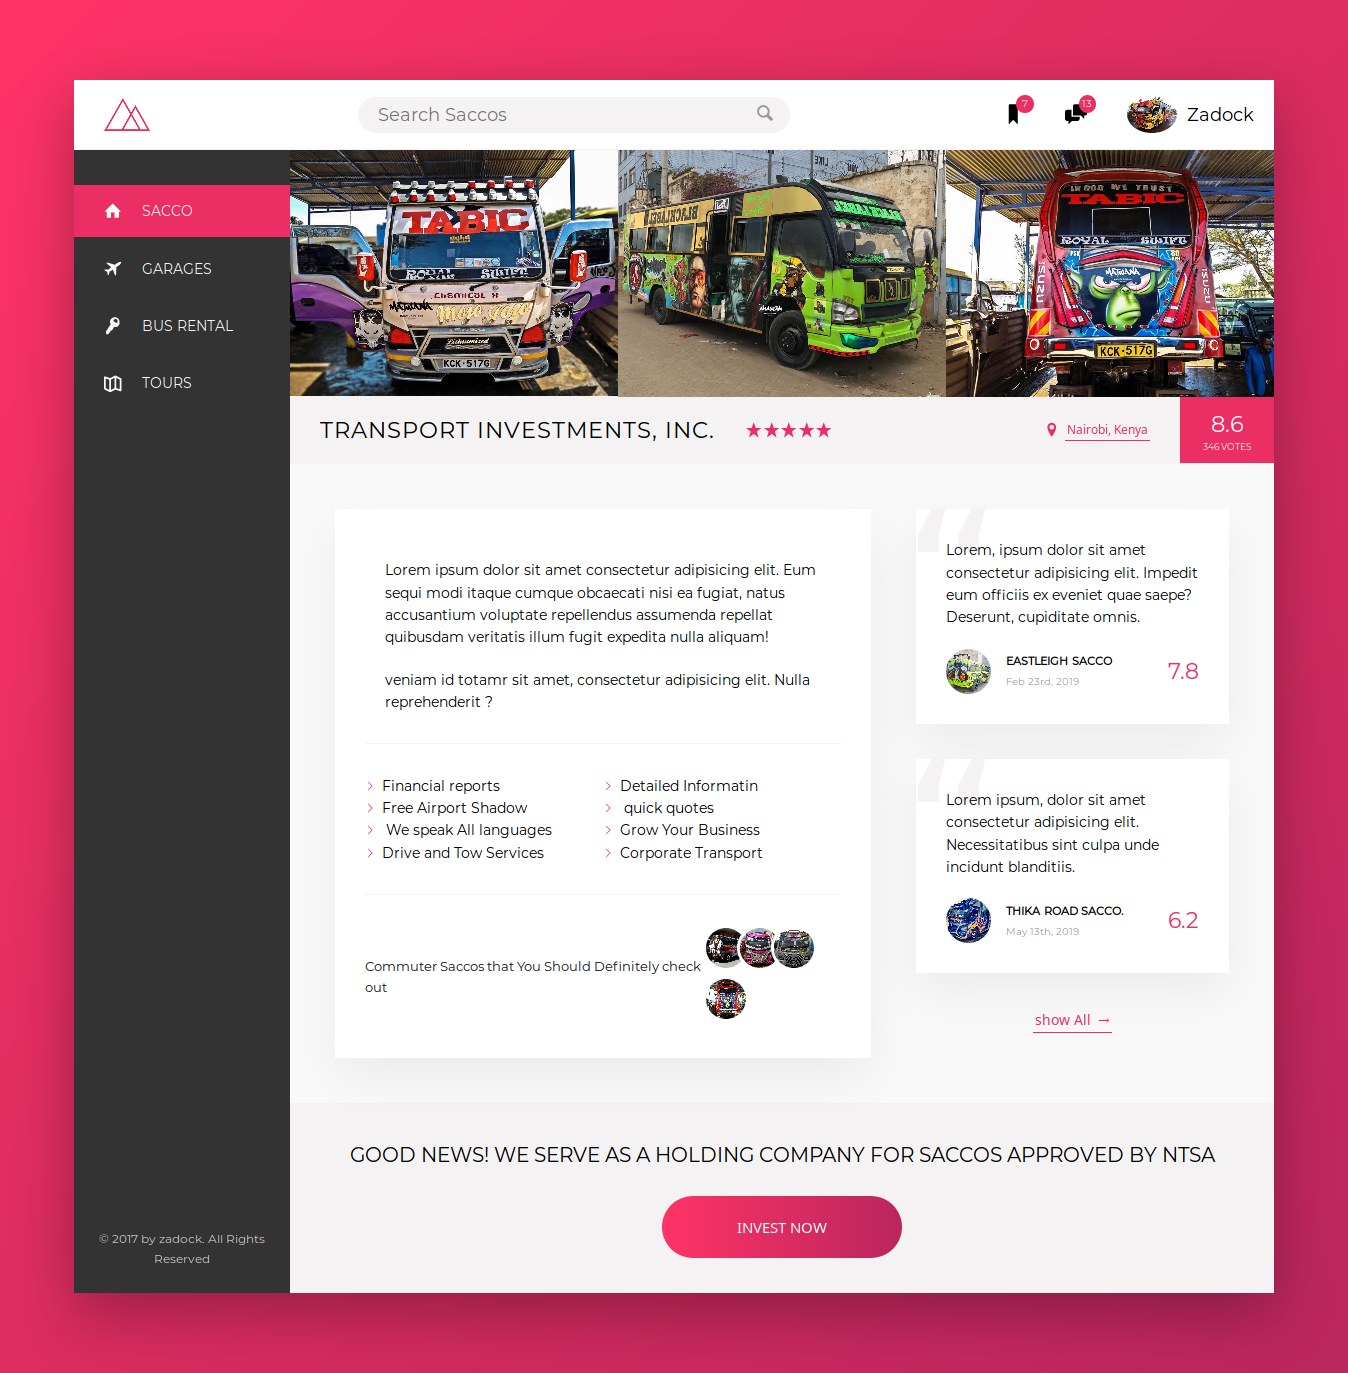 Search Saccos
7
13
Zadock
SACCO
GARAGES
BUS RENTAL
TOURS
TABIC
ROYAL SWIFT
MATWANA
CHEMICAL X
Mojo Jojo
KCK 517G
BLACKLABEL
IN GOD WE TRUST
TABIC
ROYAL SWIFT
MATWANA
ISUZU
ISUZU
KCK-517G
TRANSPORT INVESTMENTS, INC.
Nairobi, Kenya
8.6
346 VOTES
Lorem ipsum dolor sit amet consectetur adipisicing elit. Eum
sequi modi itaque cumque obcaecati nisi ea fugiat, natus
accusantium voluptate repellendus assumenda repellat
quibusdam veritatis illum fugit expedita nulla aliquam!
veniam id totamr sit amet, consectetur adipisicing elit. Nulla
reprehenderit ?
Financial reports
Free Airport Shadow
We speak All languages
Drive and Tow Services
Detailed Informatin
quick quotes
Grow Your Business
Corporate Transport
Commuter Saccos that You Should Definitely check
out
“
Lorem, ipsum dolor sit amet
consectetur adipisicing elit. Impedit
eum officiis ex eveniet quae saepe?
Deserunt, cupiditate omnis.
EASTLEIGH SACCO
Feb 23rd, 2019
7.8
“
Lorem ipsum, dolor sit amet
consectetur adipisicing elit.
Necessitatibus sint culpa unde
incidunt blanditiis.
THIKA ROAD SACCO.
May 13th, 2019
6.2
show All →
GOOD NEWS! WE SERVE AS A HOLDING COMPANY FOR SACCOS APPROVED BY NTSA
INVEST NOW
© 2017 by zadock. All Rights
Reserved